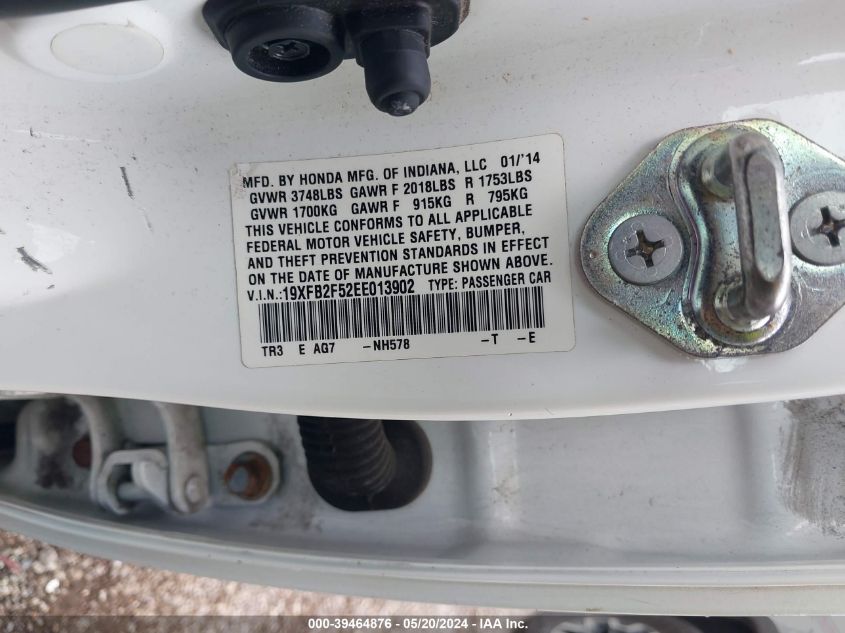 MFD. BY HONDA MFG. OF INDIANA, LLC 01/'14
GVWR 3748LBS GAWR F 2018LBS R 1753LBS
GVWR 1700KG GAWR F 915KG R 795KG
THIS VEHICLE CONFORMS TO ALL APPLICABLE
FEDERAL MOTOR VEHICLE SAFETY, BUMPER,
AND THEFT PREVENTION STANDARDS IN EFFECT
ON THE DATE OF MANUFACTURE SHOWN ABOVE.
V.I.N.:19XFB2F52EE013902 TYPE: PASSENGER CAR
TR3 E AG7 -NH578 -T -E
000-39464876 - 05/20/2024 - IAA Inc.